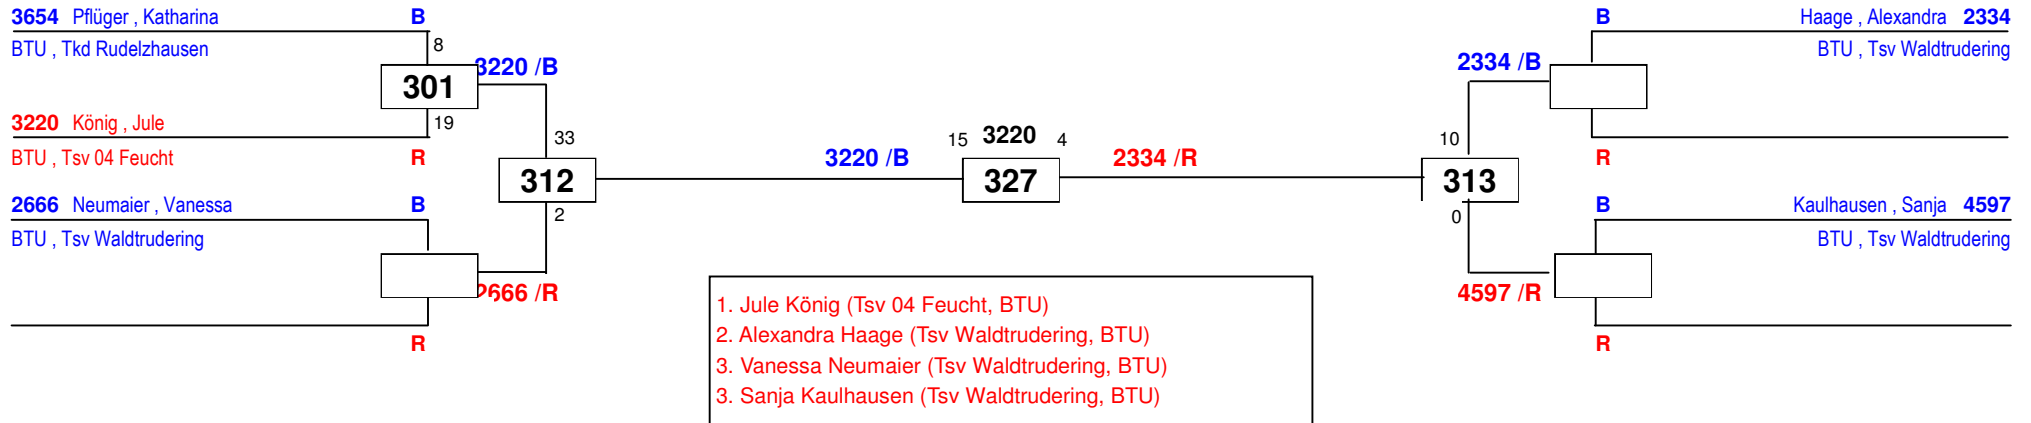 3654 Pflüger , Katharina B
BTU , Tkd Rudelzhausen
8
301
3220 /B
19
3220 König , Jule
BTU , Tsv 04 Feucht R
33
312
2
2666 Neumaier , Vanessa B
BTU , Tsv Waldtrudering
2666 /R
R
3220 /B
15 3220 4
327
2334 /R
B Haage , Alexandra 2334
BTU , Tsv Waldtrudering
2334 /B
R
10
313
0
B Kaulhausen , Sanja 4597
BTU , Tsv Waldtrudering
4597 /R
R
1. Jule König (Tsv 04 Feucht, BTU)
2. Alexandra Haage (Tsv Waldtrudering, BTU)
3. Vanessa Neumaier (Tsv Waldtrudering, BTU)
3. Sanja Kaulhausen (Tsv Waldtrudering, BTU)